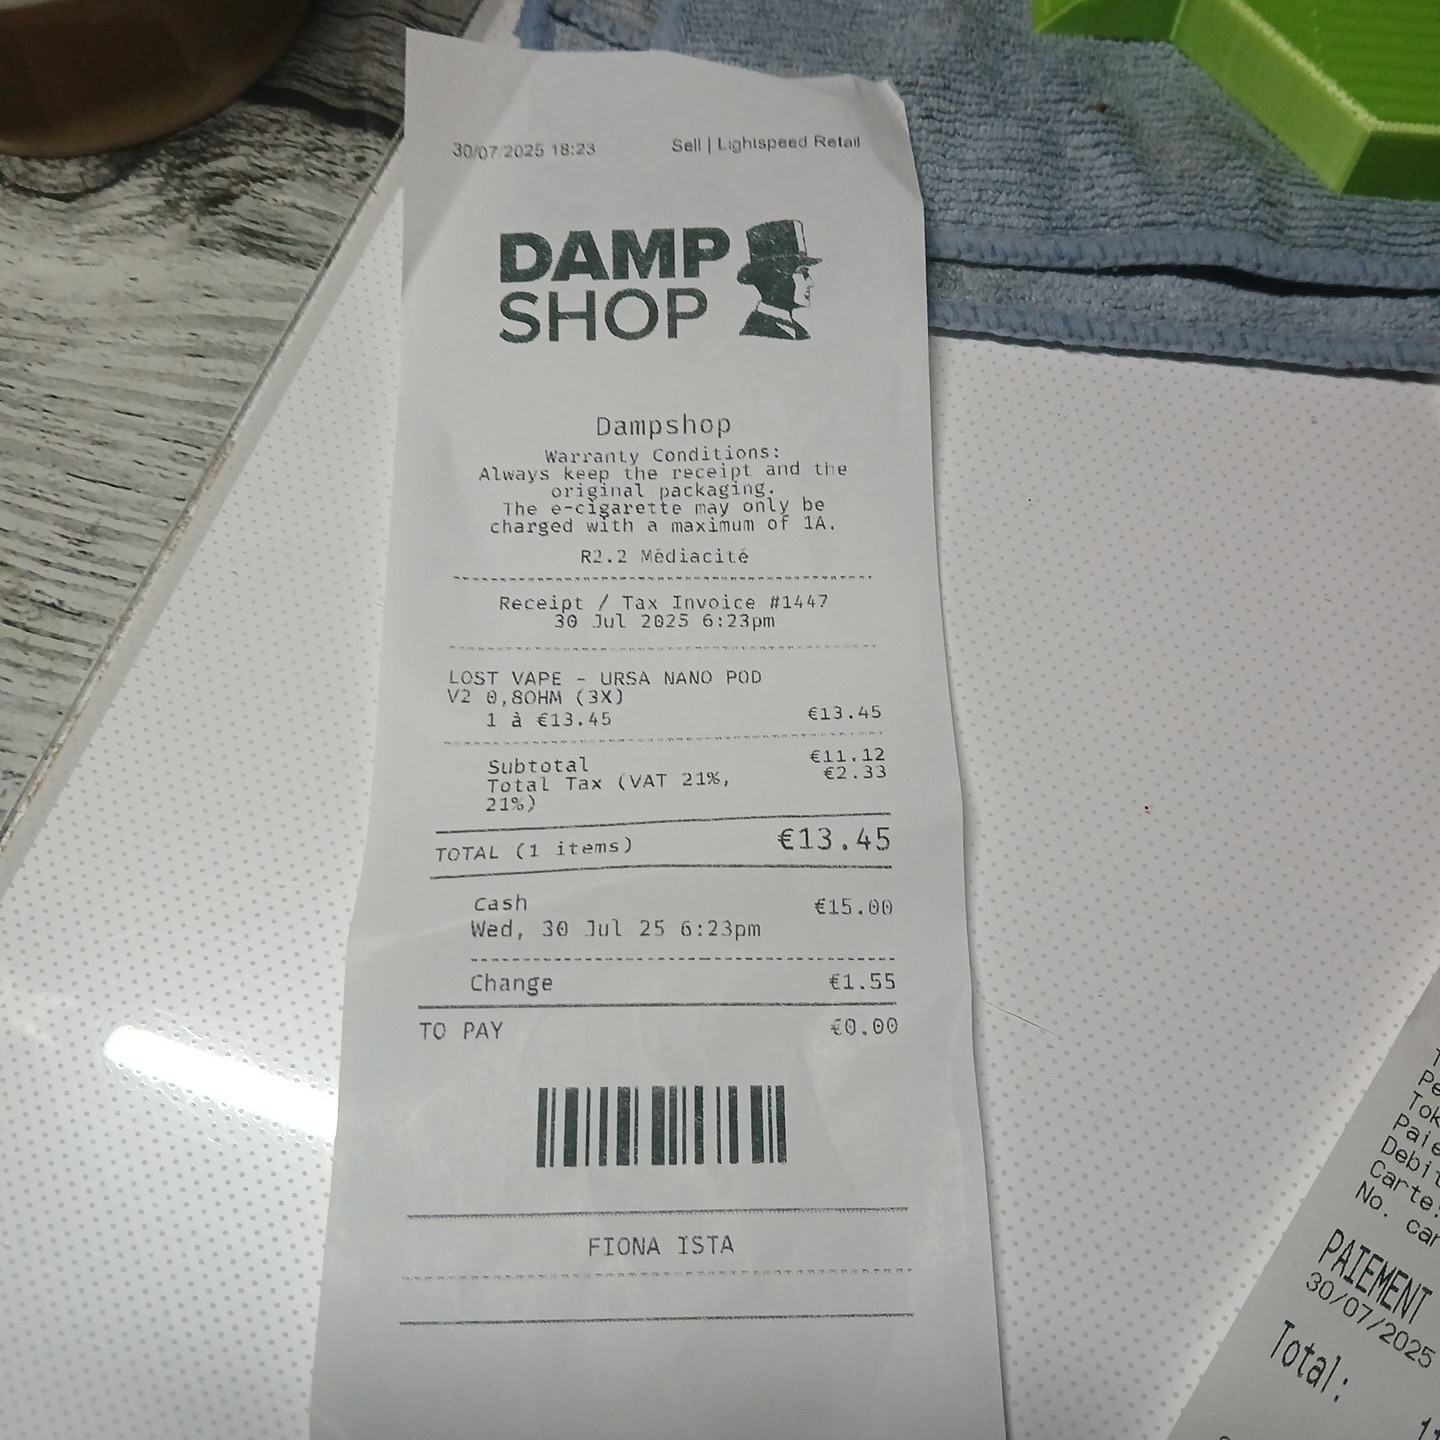 30/07/2025 18:23 Sell | Lightspeed Retail
DAMP
SHOP
Dampshop
Warranty Conditions:
Always keep the receipt and the
original packaging.
The e-cigarette may only be
charged with a maximum of 1A.
R2.2 Médiacité
Receipt / Tax Invoice #1447
30 Jul 2025 6:23pm
LOST VAPE - URSA NANO POD
V2 0,8OHM (3X)
1 à €13.45 €13.45
Subtotal €11.12
Total Tax (VAT 21%, €2.33
21%)
TOTAL (1 items) €13.45
Cash €15.00
Wed, 30 Jul 25 6:23pm
Change €1.55
TO PAY €0.00
FIONA ISTA
Carte:
No.
PAIEMENT
30/07/2025
Total: